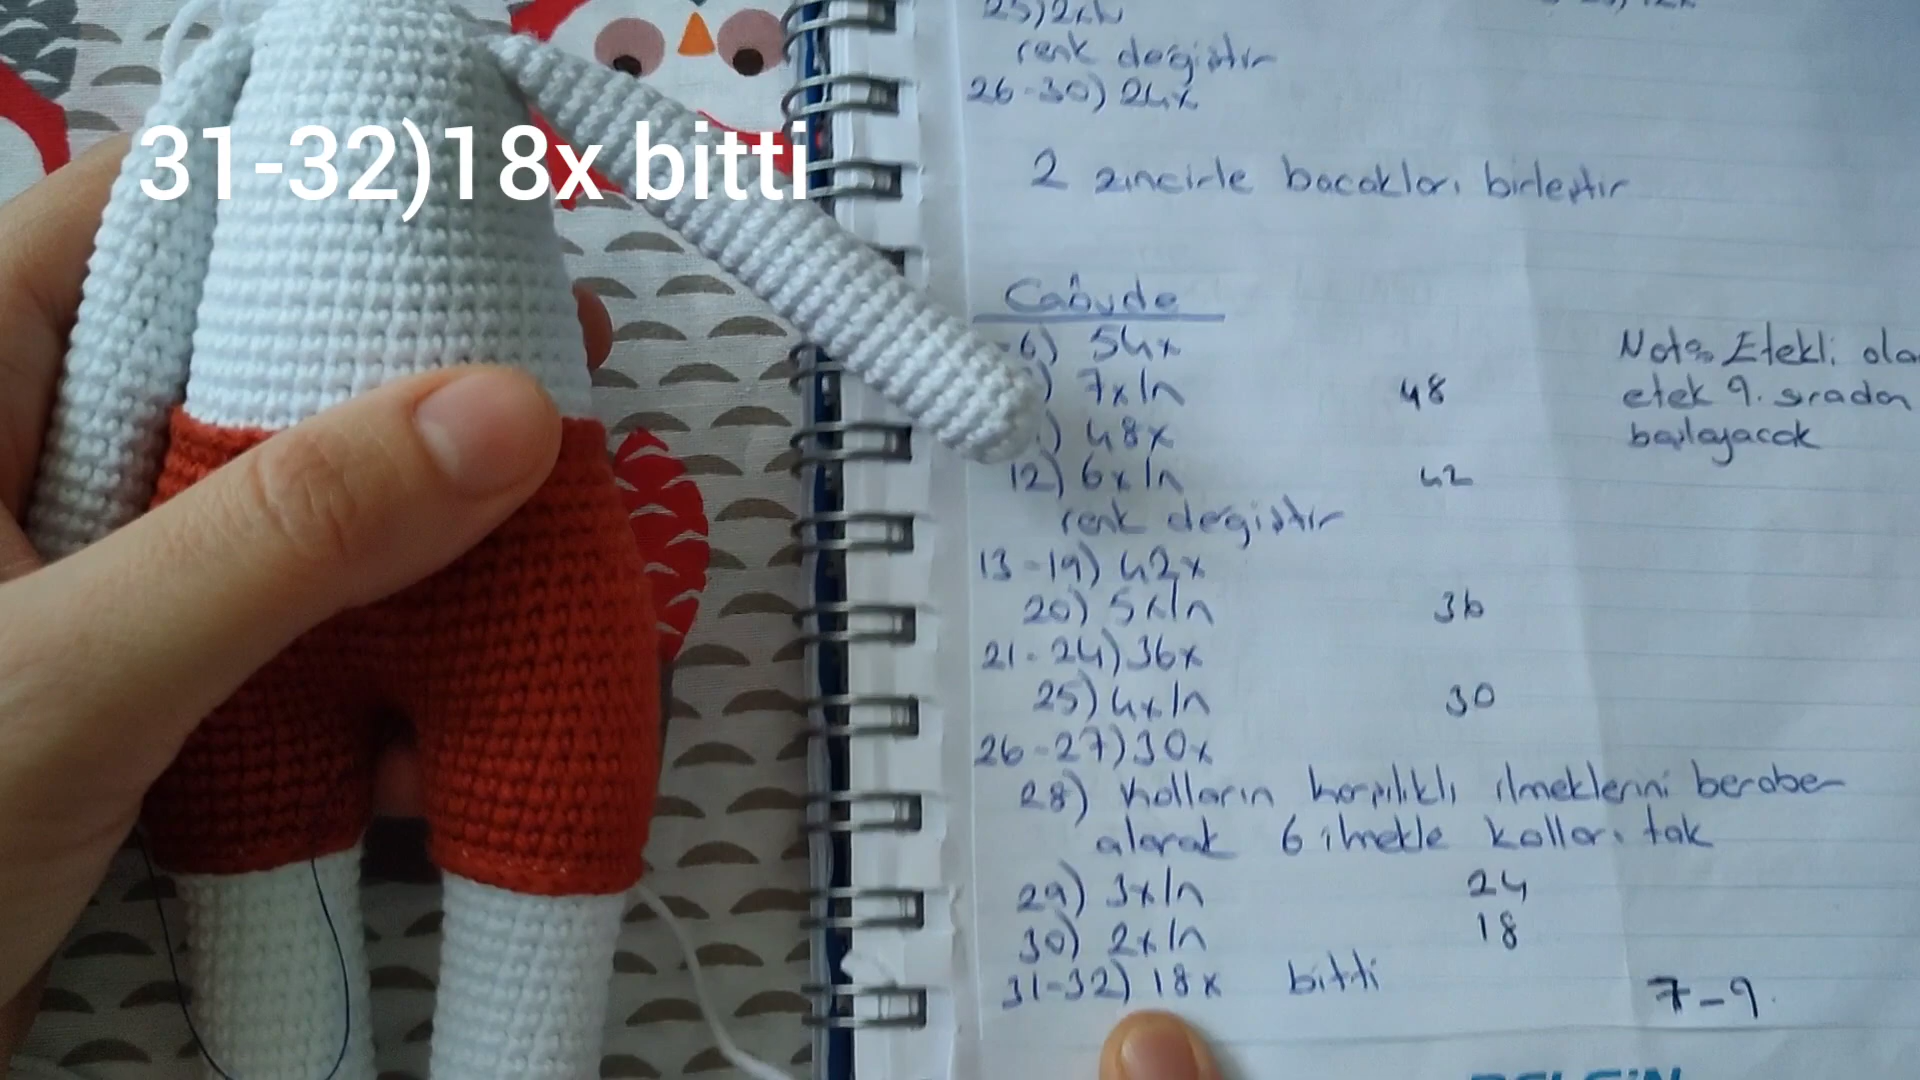 31-32)18x bitti
renk değiştir
26-30) 24x
2 zincirle bacakları birleştir
Gövde
6) 54x
) 7x1n 48
) 48x
12) 6x1n 42
renk değiştir
13-19) 42x
20) 5x1n 36
21-24) 36x
25) 4x1n 30
26-27) 30x
28) Kolların karşılıklı ilmeklerini beraber
alarak 6 ilmekle kolları tak
29) 3x1n 24
30) 2x1n 18
31-32) 18x bitti
Not: Etekli
etek 9. sıradan
başlayacak
7-9.